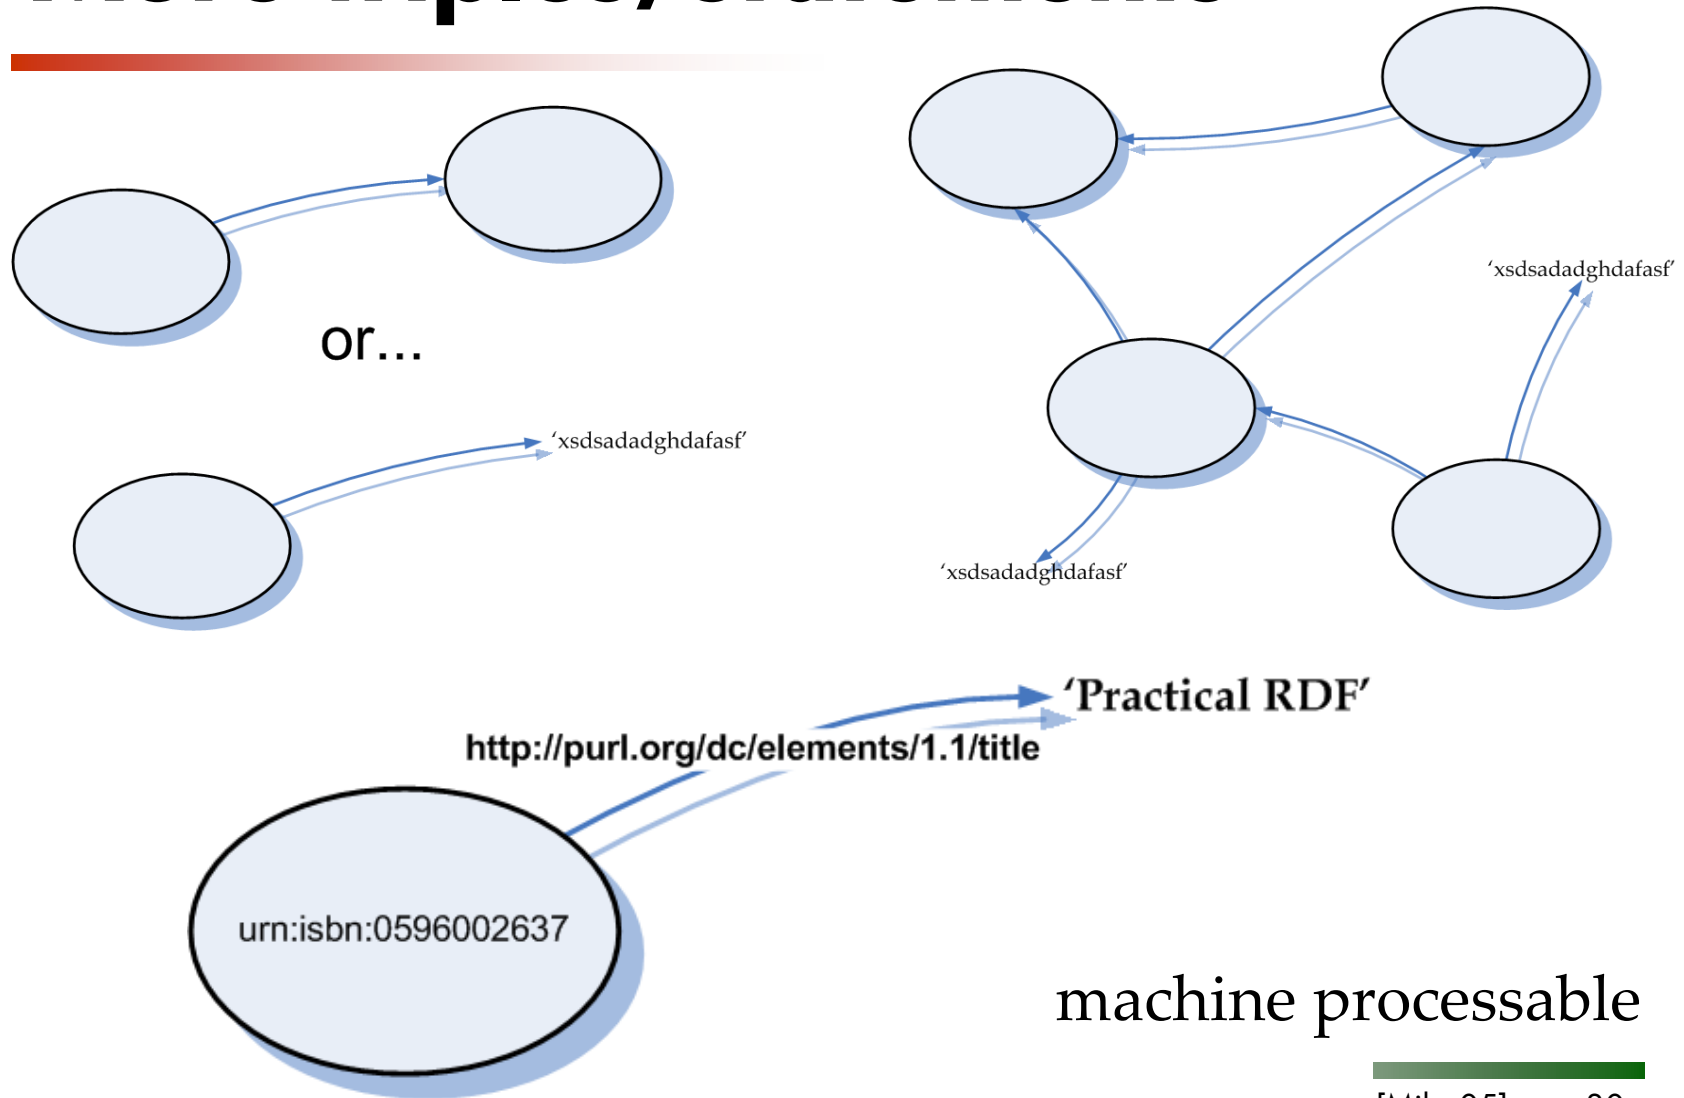 or...
‘xsdsadadghdafasf’
‘xsdsadadghdafasf’
‘xsdsadadghdafasf’
‘Practical RDF’
http://purl.org/dc/elements/1.1/title
urn:isbn:0596002637
machine processable